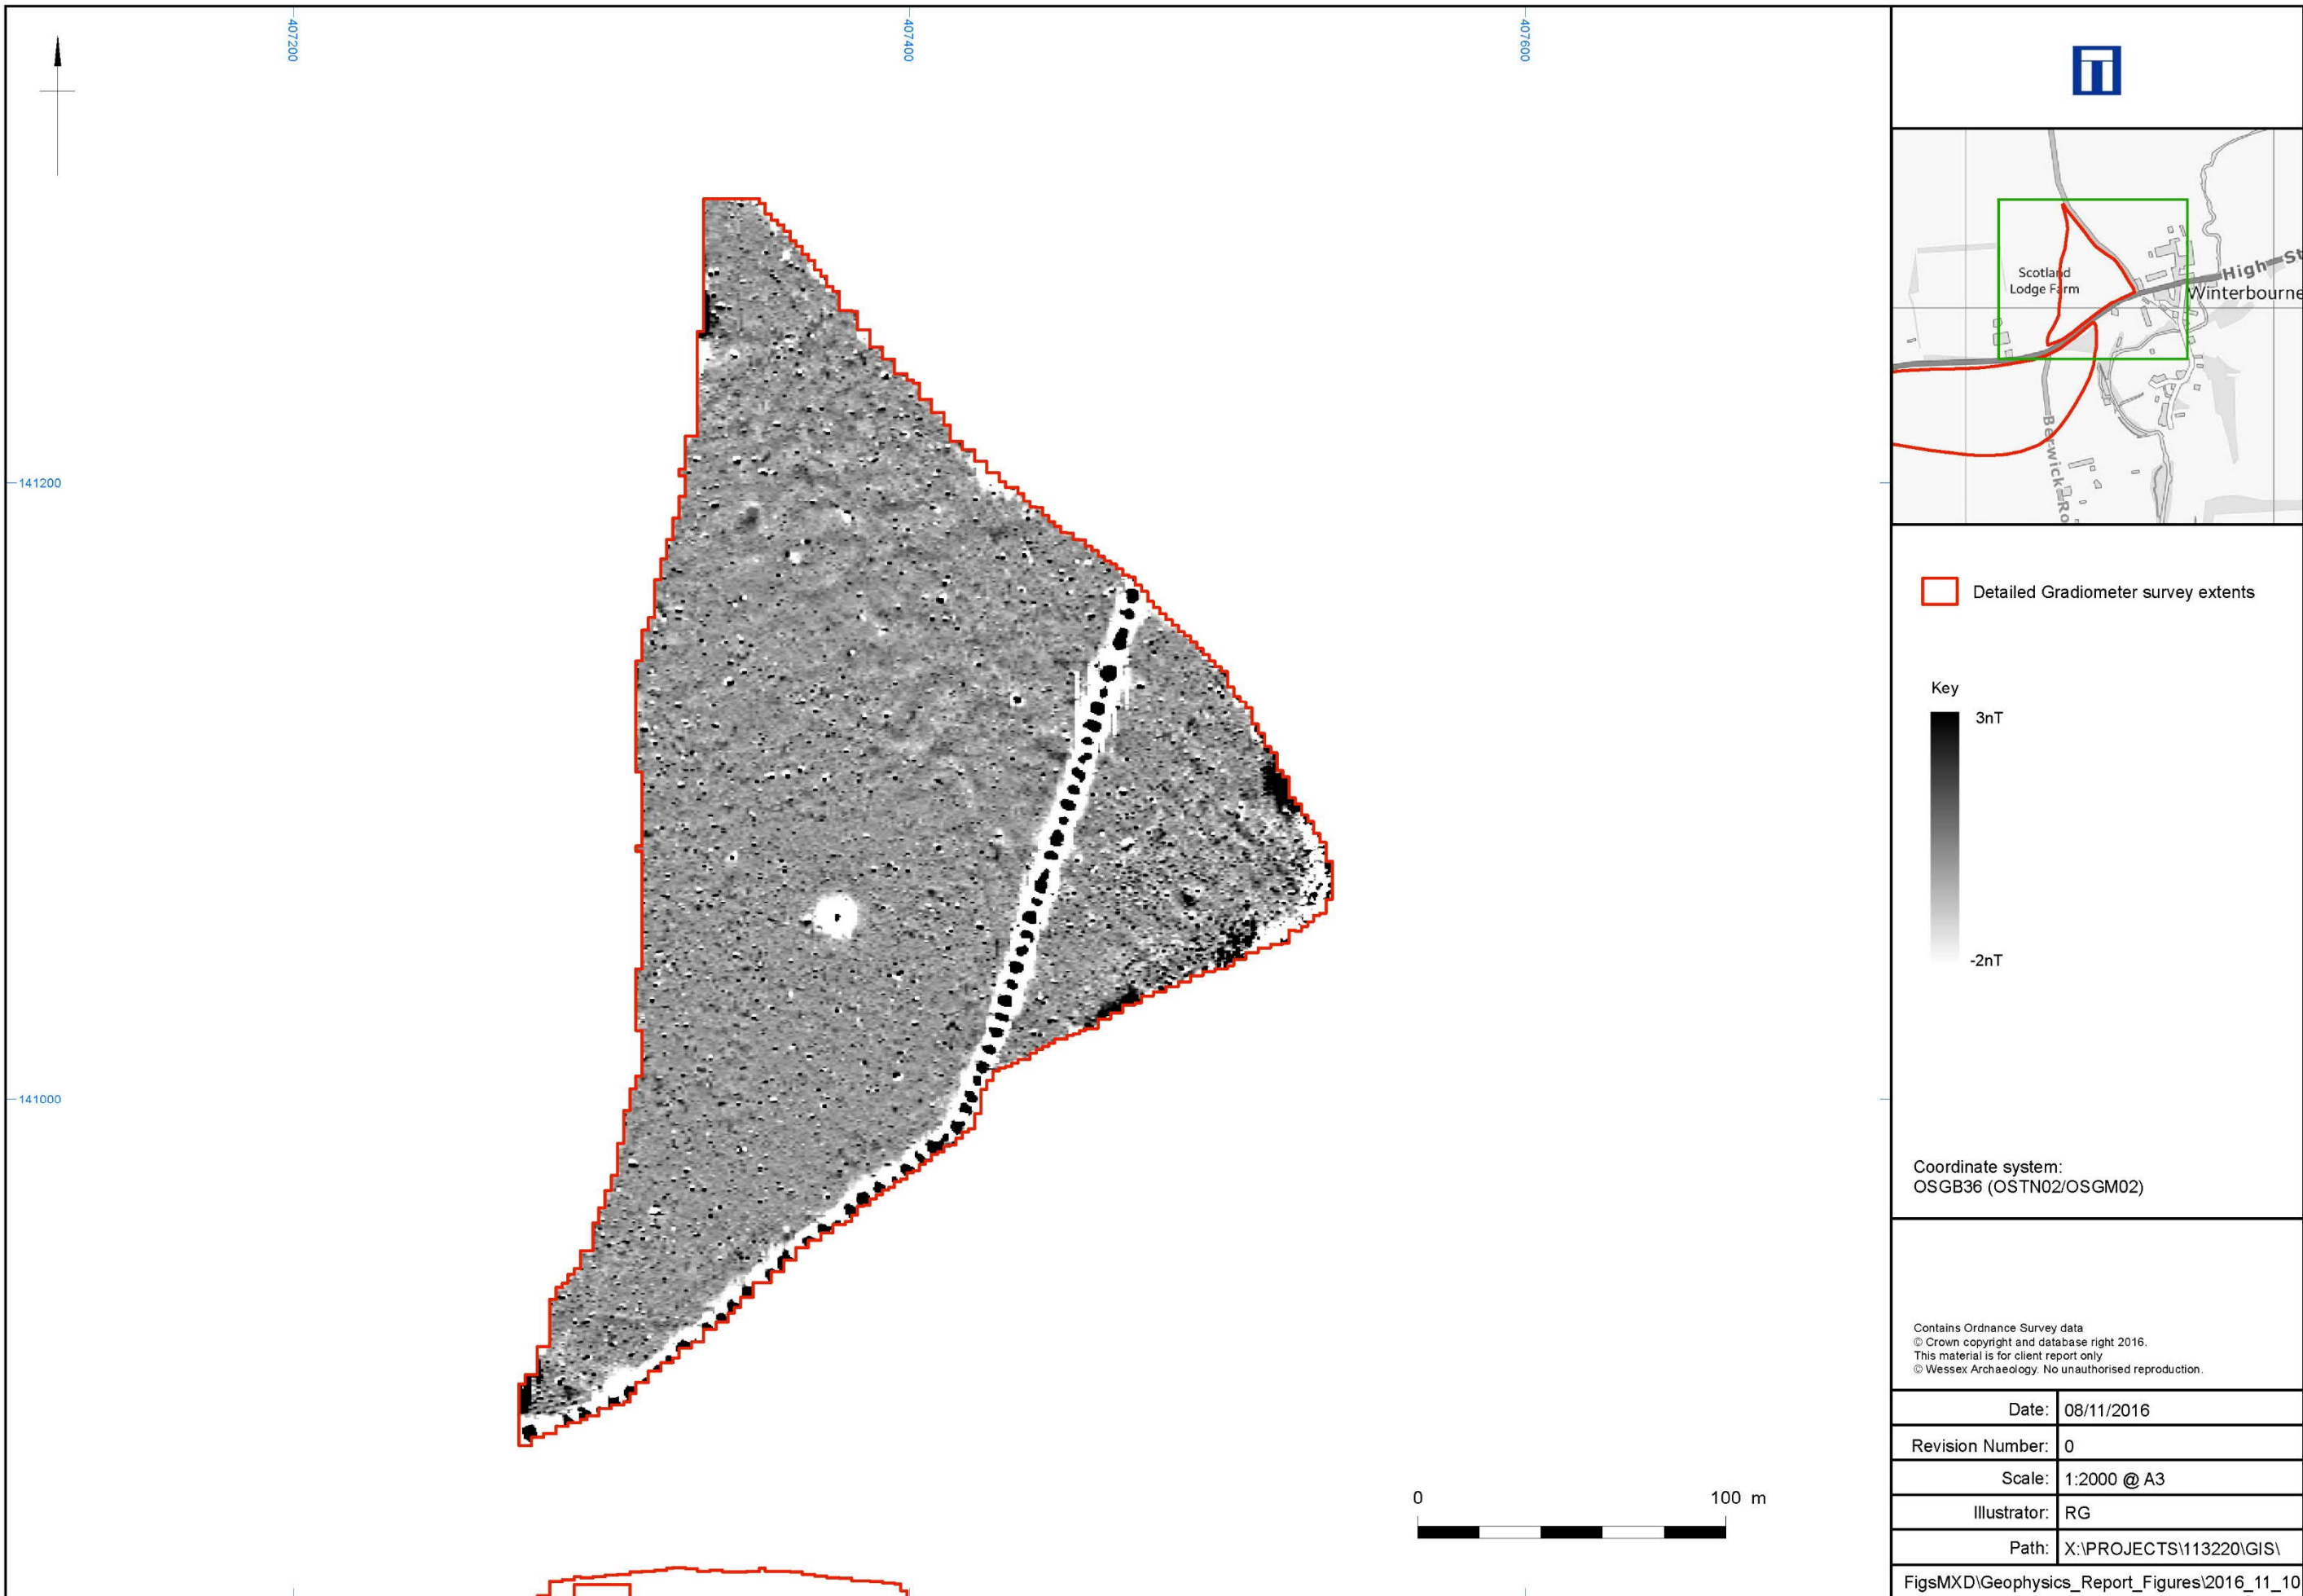 407200
407400
407600
141200
141000
0
100 m
Scotland
Lodge Farm
High St
Winterbourne
Berwick Ro
Detailed Gradiometer survey extents
Key
3nT
-2nT
Coordinate system:
OSGB36 (OSTN02/OSGM02)
Contains Ordnance Survey data
© Crown copyright and database right 2016.
This material is for client report only
© Wessex Archaeology. No unauthorised reproduction.
Date: 08/11/2016
Revision Number: 0
Scale: 1:2000 @ A3
Illustrator: RG
Path: X:\PROJECTS\113220\GIS\
FigsMXD\Geophysics_Report_Figures\2016_11_10